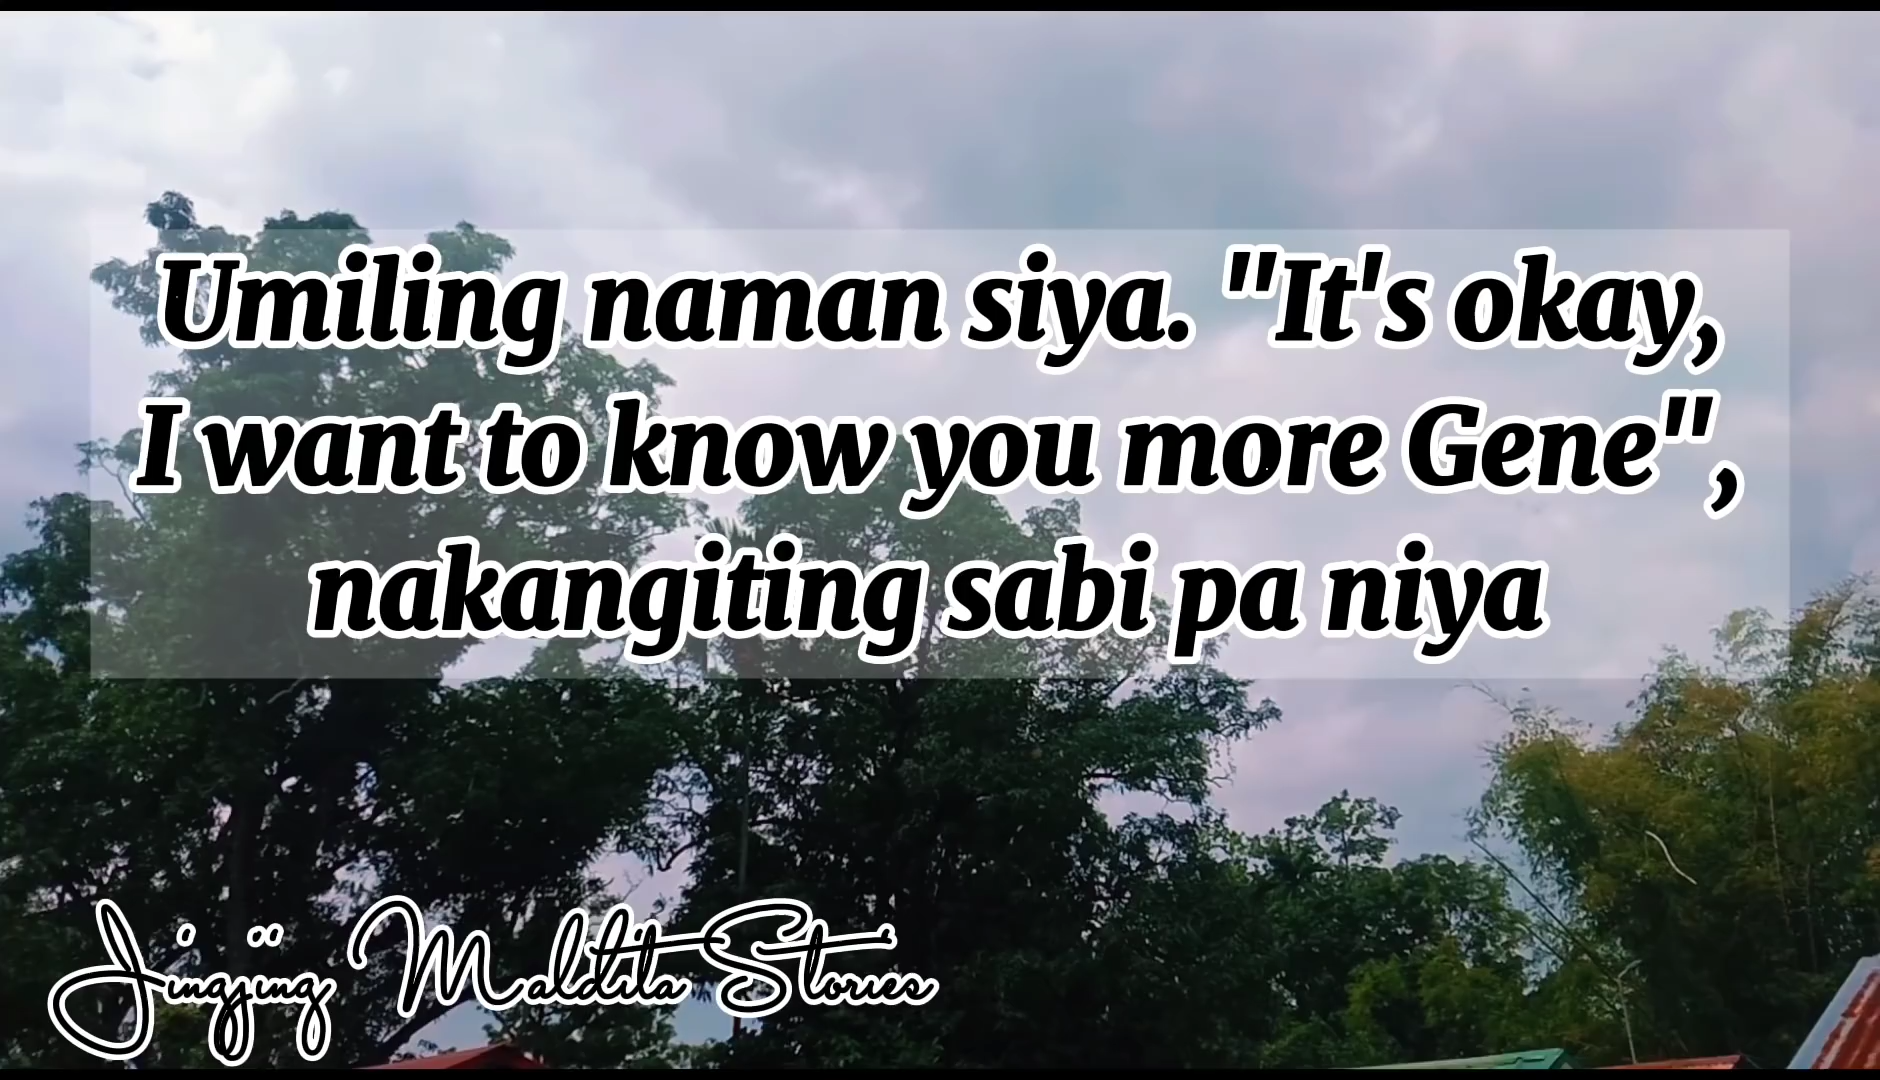 Umiling naman siya. "It's okay,
I want to know you more Gene",
nakangiting sabi pa niya
Jingjing Maldita Stories